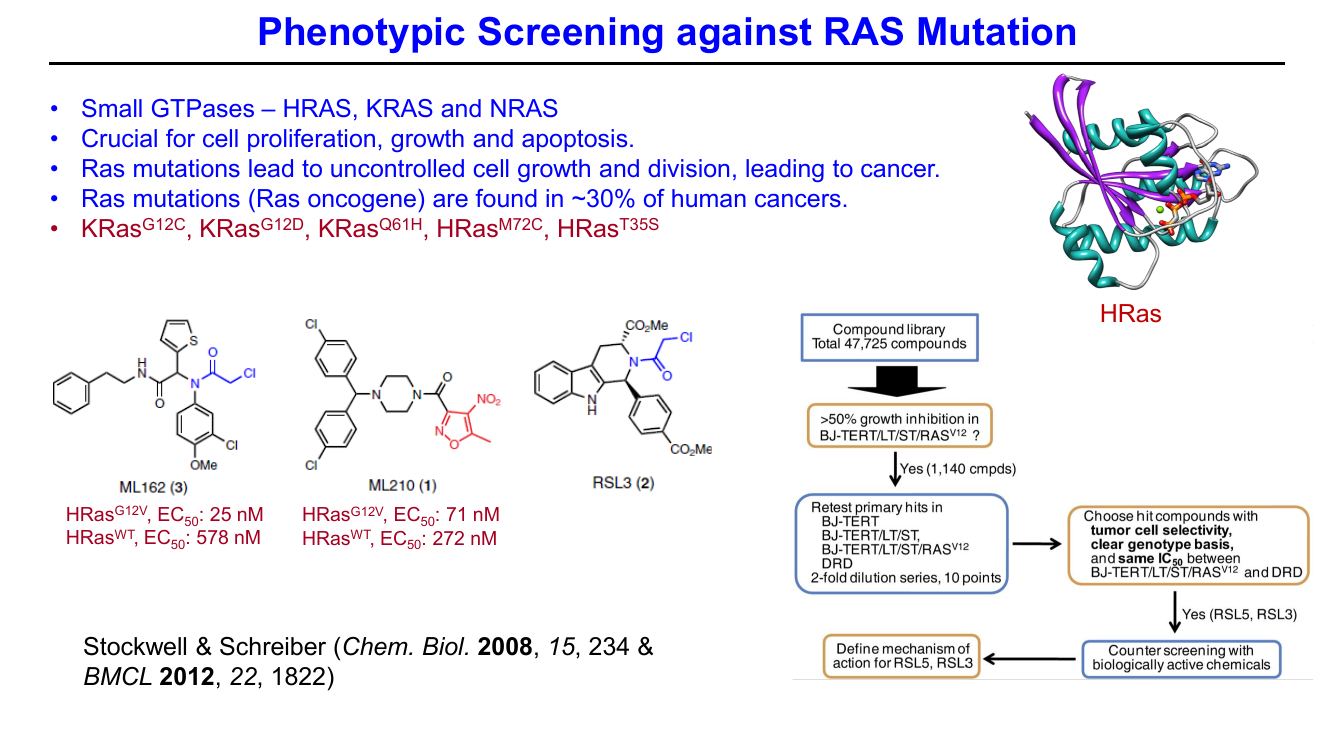 Phenotypic Screening against RAS Mutation
• Small GTPases – HRAS, KRAS and NRAS
• Crucial for cell proliferation, growth and apoptosis.
• Ras mutations lead to uncontrolled cell growth and division, leading to cancer.
• Ras mutations (Ras oncogene) are found in ~30% of human cancers.
• KRasG12C, KRasG12D, KRasQ61H, HRasM72C, HRasT35S
HRas
S
H
N
O
N
O
Cl
Cl
OMe
ML162 (3)
HRasG12V, EC50: 25 nM
HRasWT, EC50: 578 nM
Cl
N
N
O
NO2
N
O
Cl
ML210 (1)
HRasG12V, EC50: 71 nM
HRasWT, EC50: 272 nM
CO2Me
Cl
N
O
NH
CO2Me
RSL3 (2)
Compound library
Total 47,725 compounds
>50% growth inhibition in
BJ-TERT/LT/ST/RASV12 ?
Yes (1,140 cmpds)
Retest primary hits in
BJ-TERT
BJ-TERT/LT/ST,
BJ-TERT/LT/ST/RASV12
DRD
2-fold dilution series, 10 points
Choose hit compounds with
tumor cell selectivity,
clear genotype basis,
and same IC50 between
BJ-TERT/LT/ST/RASV12 and DRD
Yes (RSL5, RSL3)
Counter screening with
biologically active chemicals
Define mechanism of
action for RSL5, RSL3
Stockwell & Schreiber (Chem. Biol. 2008, 15, 234 &
BMCL 2012, 22, 1822)